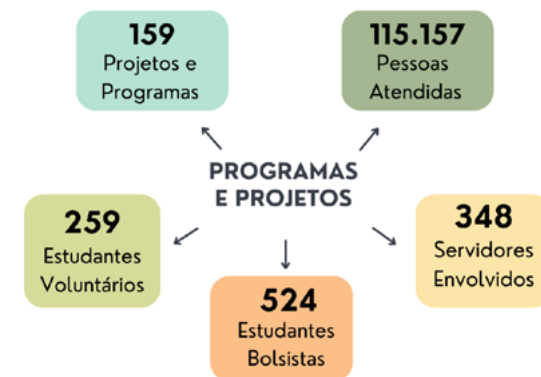 159
Projetos e
Programas
115.157
Pessoas
Atendidas
PROGRAMAS
E PROJETOS
259
Estudantes
Voluntários
348
Servidores
Envolvidos
524
Estudantes
Bolsistas